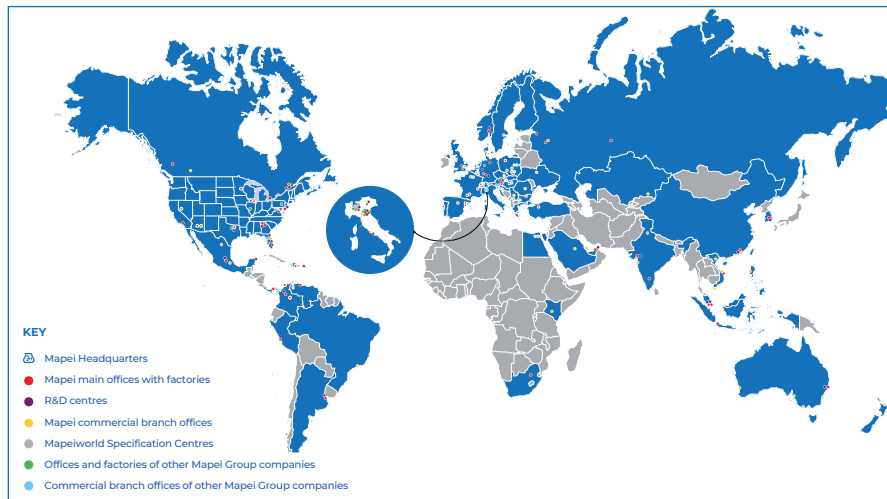 KEY
Mapei Headquarters
Mapei main offices with factories
R&D centres
Mapei commercial branch offices
Mapeiworld Specification Centres
Offices and factories of other Mapei Group companies
Commercial branch offices of other Mapei Group companies